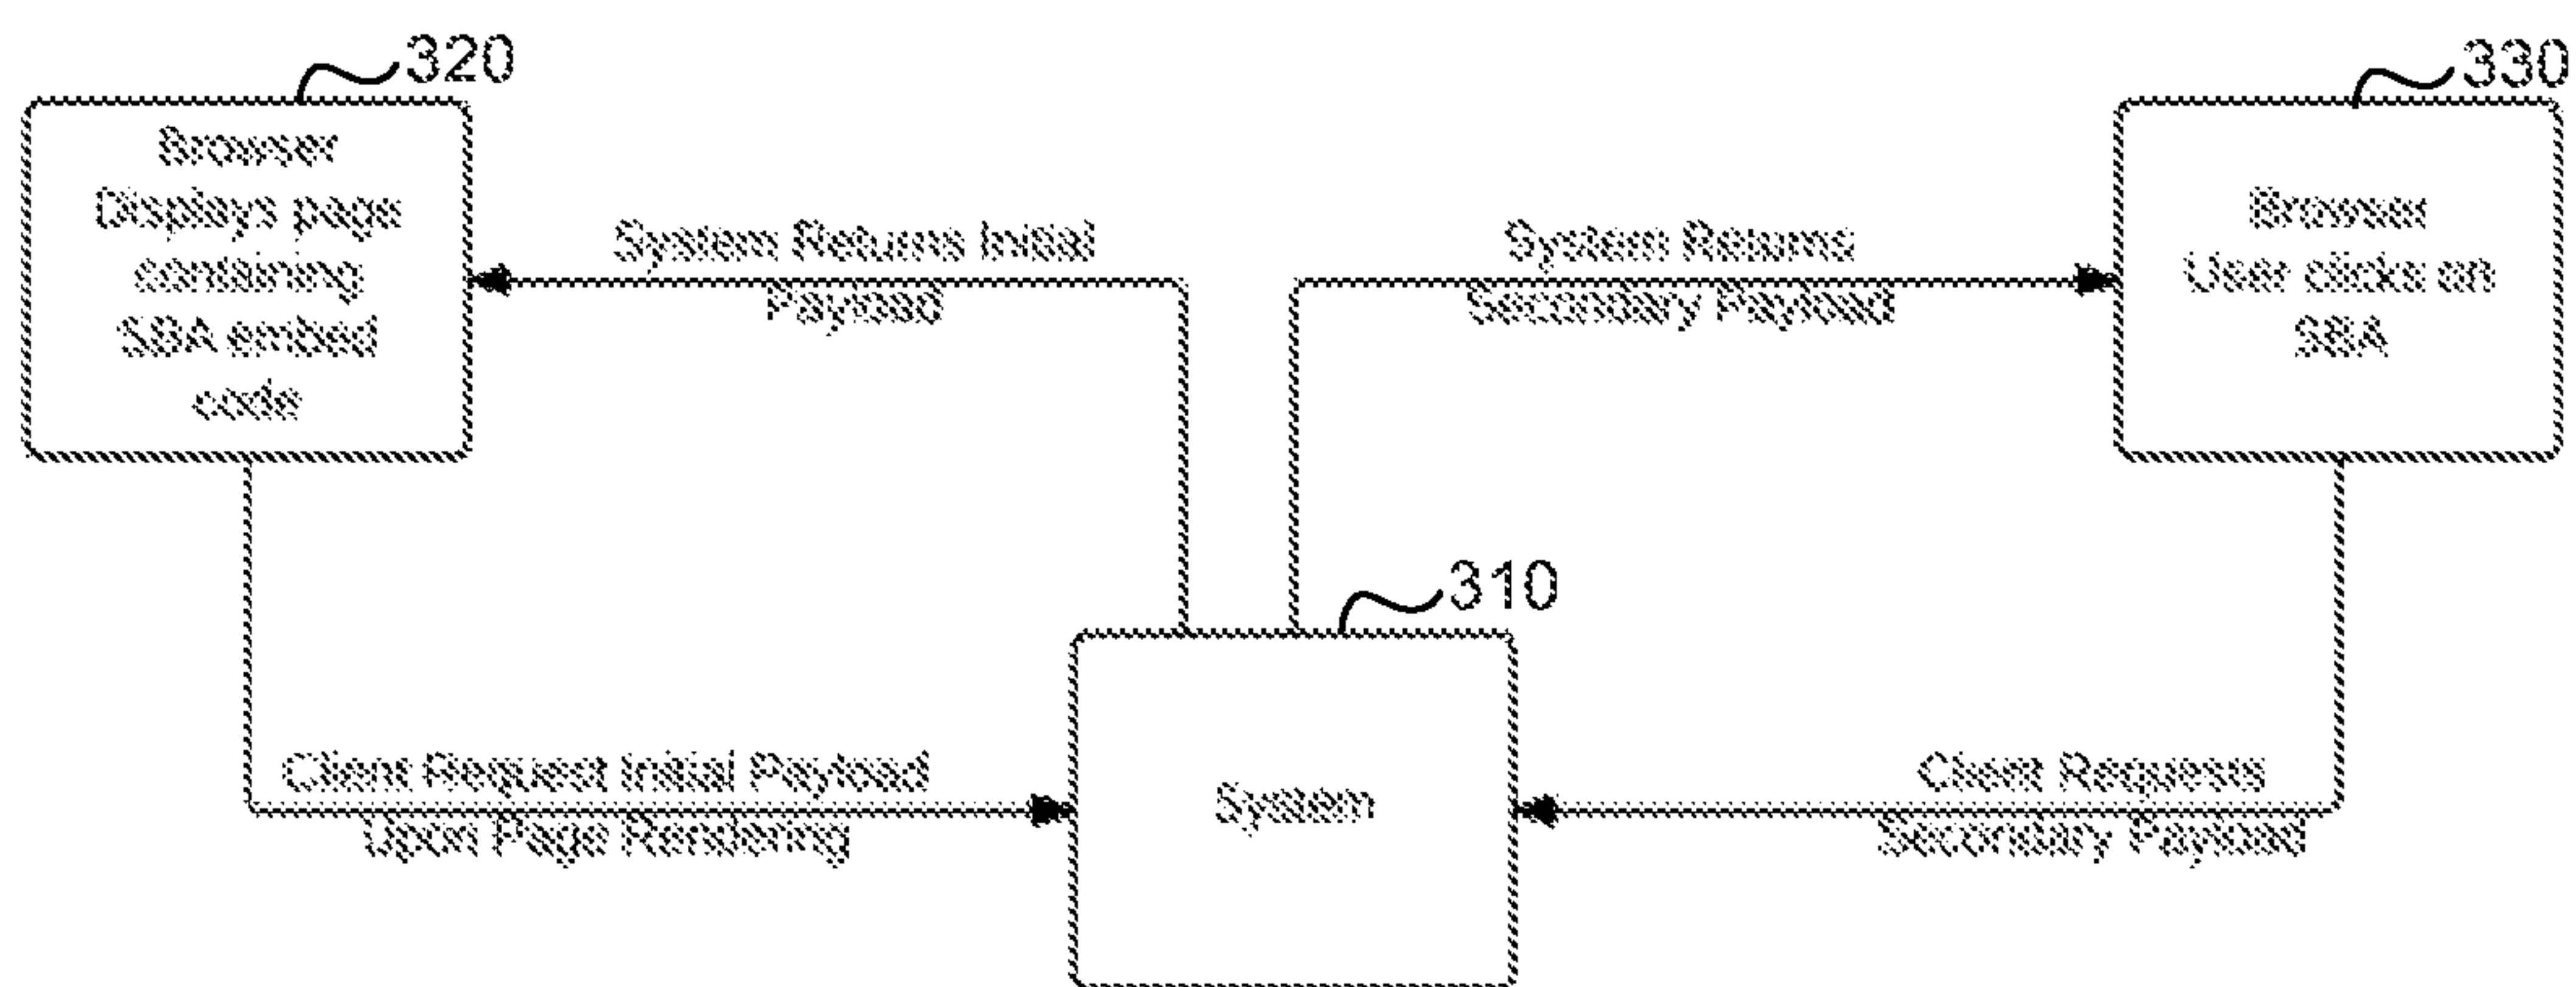 320
Browser
Displays page
containing
SBA embed
code
330
Browser
User clicks on
SBA
System Returns Initial
Payload
System Returns
Secondary Payload
310
System
Client Request Initial Payload
Upon Page Rendering
Client Requests
Secondary Payload